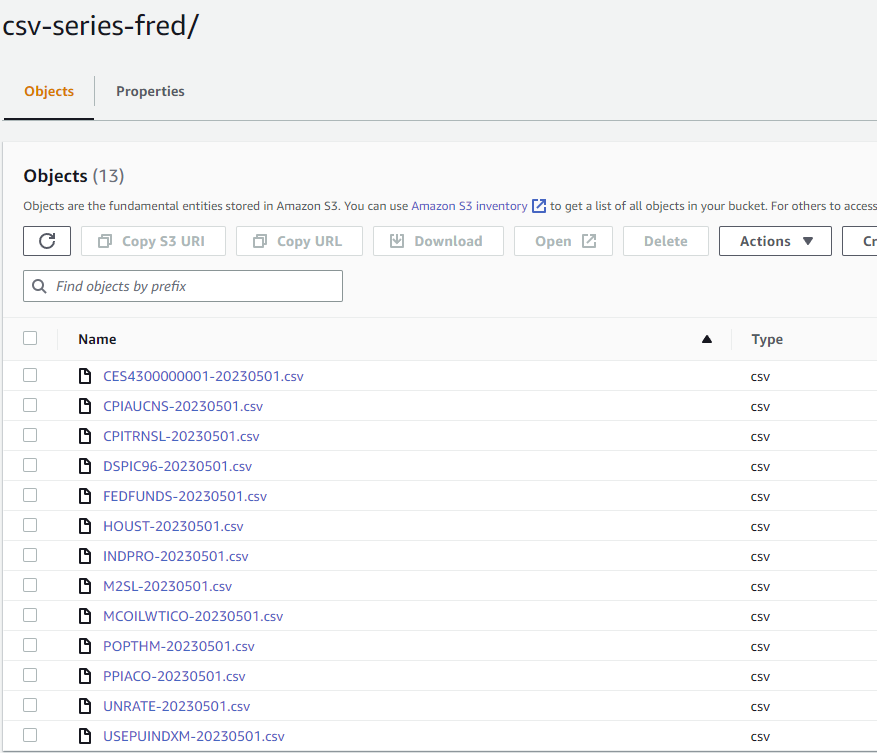 csv-series-fred/
Objects Properties
Objects (13)
Objects are the fundamental entities stored in Amazon S3. You can use Amazon S3 inventory to get a list of all objects in your bucket. For others to access
Copy S3 URI Copy URL Download Open Delete Actions Cr
Find objects by prefix
Name Type
CES4300000001-20230501.csv csv
CPIAUCNS-20230501.csv csv
CPITRNSL-20230501.csv csv
DSPIC96-20230501.csv csv
FEDFUNDS-20230501.csv csv
HOUST-20230501.csv csv
INDPRO-20230501.csv csv
M2SL-20230501.csv csv
MCOILWTICO-20230501.csv csv
POPTHM-20230501.csv csv
PPIACO-20230501.csv csv
UNRATE-20230501.csv csv
USEPUINDXM-20230501.csv csv